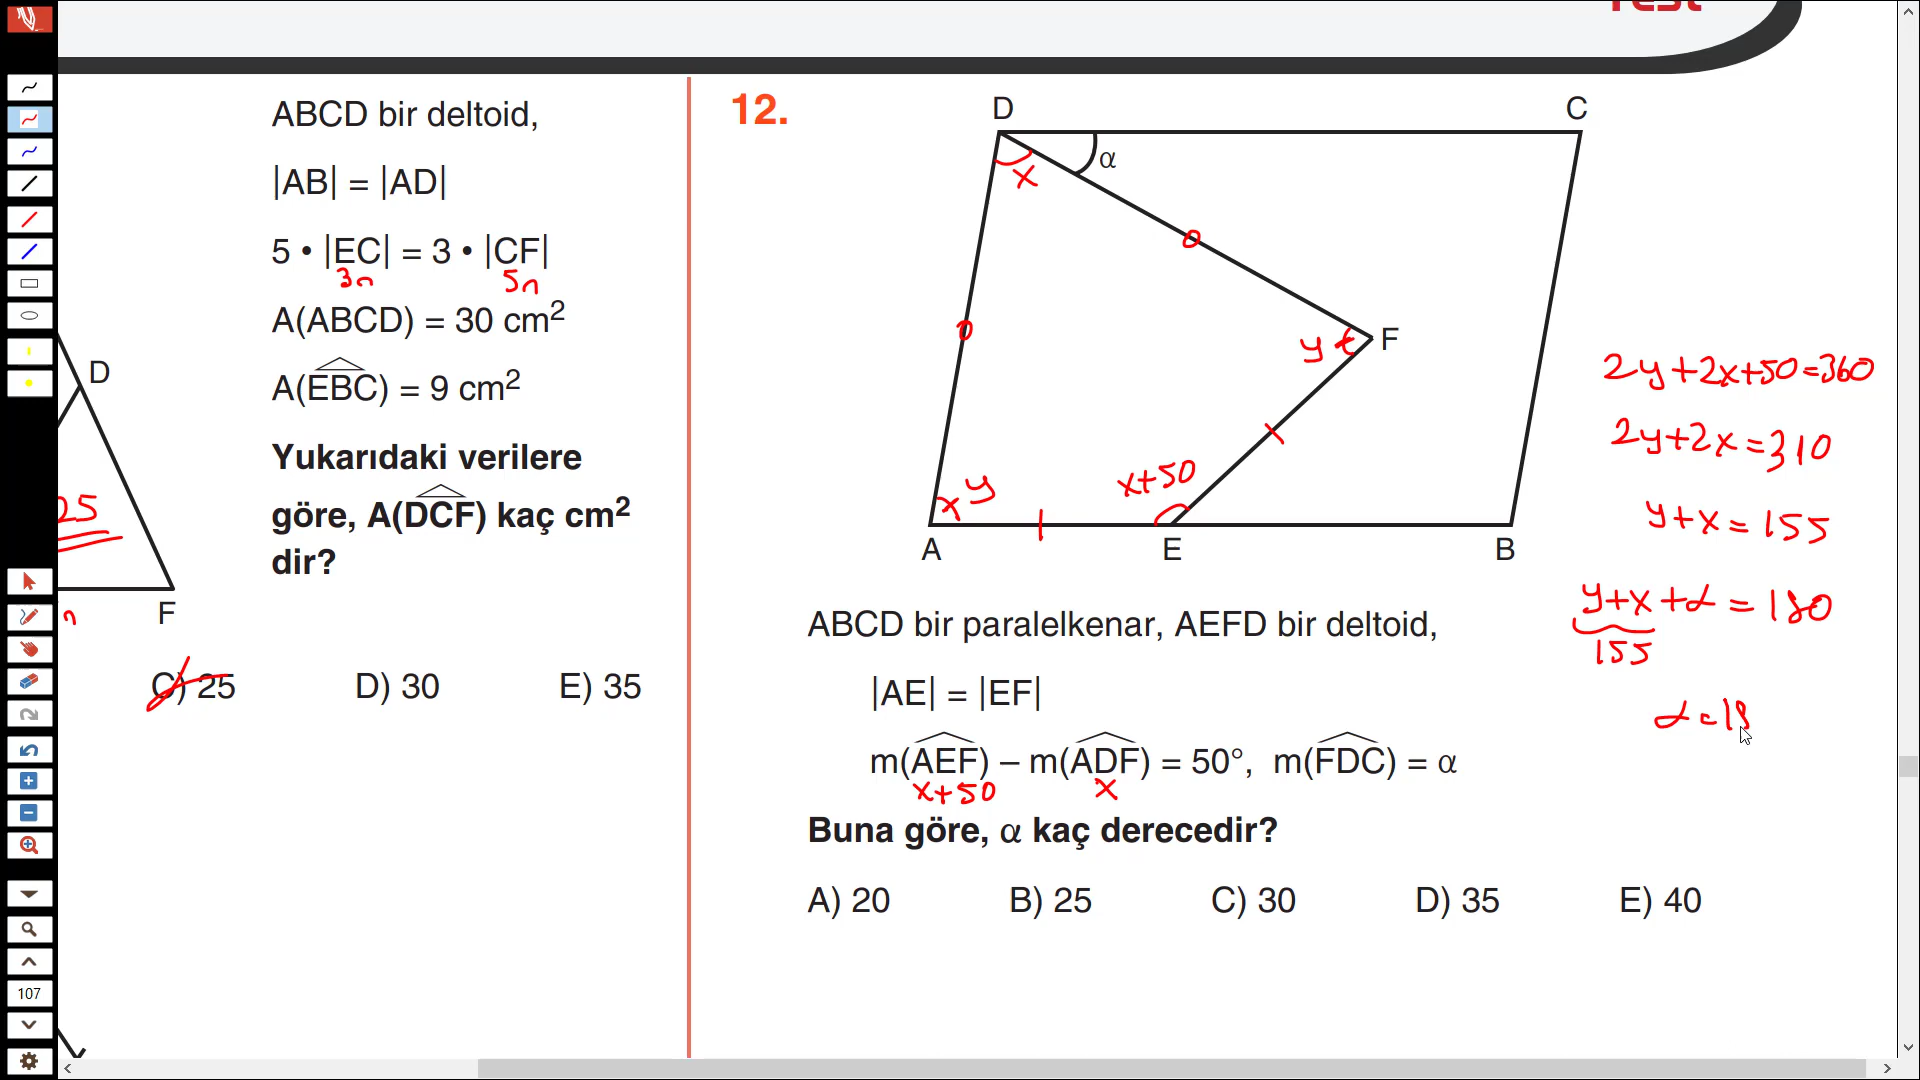 Test
ABCD bir deltoid,
|AB| = |AD|
5 • |EC| = 3 • |CF|
3n 5n
A(ABCD) = 30 cm²
A(EBC) = 9 cm²
Yukarıdaki verilere
göre, A(DCF) kaç cm²
dir?
D
25
F
n
C) 25 D) 30 E) 35
12.
D C
α
x
o
o
y F
x+50
y
A E B
2y+2x+50=360
2y+2x=310
y+x=155
y+x+α=180
155
α=18
ABCD bir paralelkenar, AEFD bir deltoid,
|AE| = |EF|
m(AEF) – m(ADF) = 50°, m(FDC) = α
x+50 x
Buna göre, α kaç derecedir?
A) 20 B) 25 C) 30 D) 35 E) 40
107